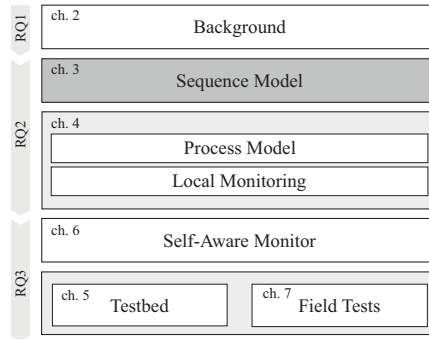 RQ1
ch. 2
Background
RQ2
ch. 3
Sequence Model
ch. 4
Process Model
Local Monitoring
RQ3
ch. 6
Self-Aware Monitor
ch. 5
Testbed
ch. 7
Field Tests